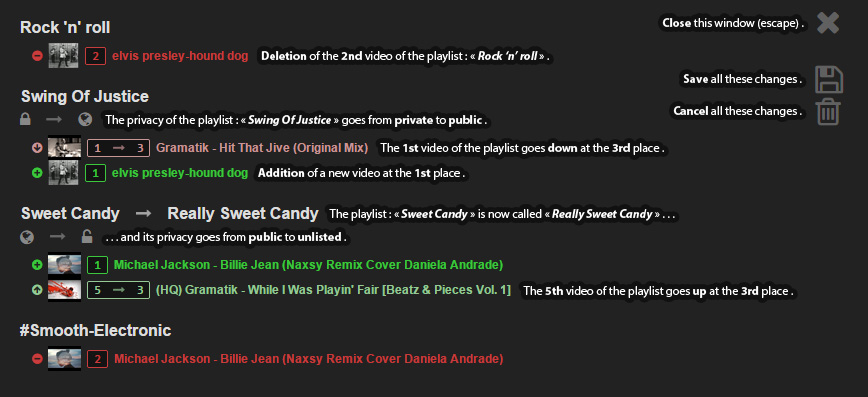 Rock 'n' roll
Close this window (escape) .
2 elvis presley-hound dog Deletion of the 2nd video of the playlist : « Rock ‘n’ roll » .
Save all these changes .
Swing Of Justice
Cancel all these changes .
The privacy of the playlist : « Swing Of Justice » goes from private to public .
1 → 3 Gramatik - Hit That Jive (Original Mix) The 1st video of the playlist goes down at the 3rd place .
1 elvis presley-hound dog Addition of a new video at the 1st place .
Sweet Candy → Really Sweet Candy The playlist : « Sweet Candy » is now called « Really Sweet Candy » . . .
. . . and its privacy goes from public to unlisted .
1 Michael Jackson - Billie Jean (Naxsy Remix Cover Daniela Andrade)
5 → 3 (HQ) Gramatik - While I Was Playin' Fair [Beatz & Pieces Vol. 1] The 5th video of the playlist goes up at the 3rd place .
#Smooth-Electronic
2 Michael Jackson - Billie Jean (Naxsy Remix Cover Daniela Andrade)